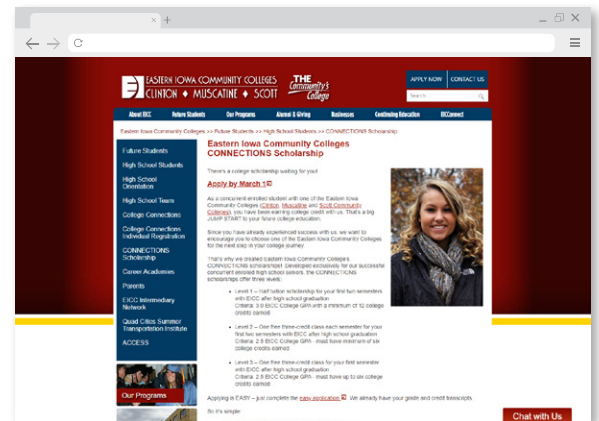 EASTERN IOWA COMMUNITY COLLEGES
CLINTON ♦ MUSCATINE ♦ SCOTT
THE
Community's
College
APPLY NOW CONTACT US
Search
About EICC Future Students Our Programs Alumni & Giving Businesses Continuing Education EICConnect
Eastern Iowa Community Colleges >> Future Students >> High School Students >> CONNECTIONS Scholarship
Future Students
High School Students
High School
Orientation
High School Team
College Connections
College Connections
Individual Registration
CONNECTIONS
Scholarship
Career Academies
Parents
EICC Intermediary
Network
Quad Cities Summer
Transportation Institute
ACCESS
Our Programs
Eastern Iowa Community Colleges
CONNECTIONS Scholarship
There's a college scholarship waiting for you!
Apply by March 1
As a concurrent enrolled student with one of the Eastern Iowa
Community Colleges (Clinton, Muscatine and Scott Community
Colleges), you have been earning college credit with us. That's a big
JUMP START to your future college education.
Since you have already experienced success with us, we want to
encourage you to choose one of the Eastern Iowa Community Colleges
for the next step in your college journey.
That's why we created Eastern Iowa Community College's
CONNECTIONS scholarships! Developed exclusively for our successful
concurrent enrolled high school seniors, the CONNECTIONS
scholarships offer three levels:
• Level 1 – Half tuition scholarship for your first two semesters
with EICC after high school graduation
Criteria: 3.0 EICC College GPA with a minimum of 12 college
credits earned
• Level 2 – One free three-credit class each semester for your
first two semesters with EICC after high school graduation
Criteria: 2.5 EICC College GPA - must have minimum of six
college credits earned
• Level 3 – One free three-credit class for your first semester
with EICC after high school graduation
Criteria: 2.5 EICC College GPA - must have up to six college
credits earned
Applying is EASY – just complete the easy application. We already have your grade and credit transcripts.
So it's simple:
Chat with Us